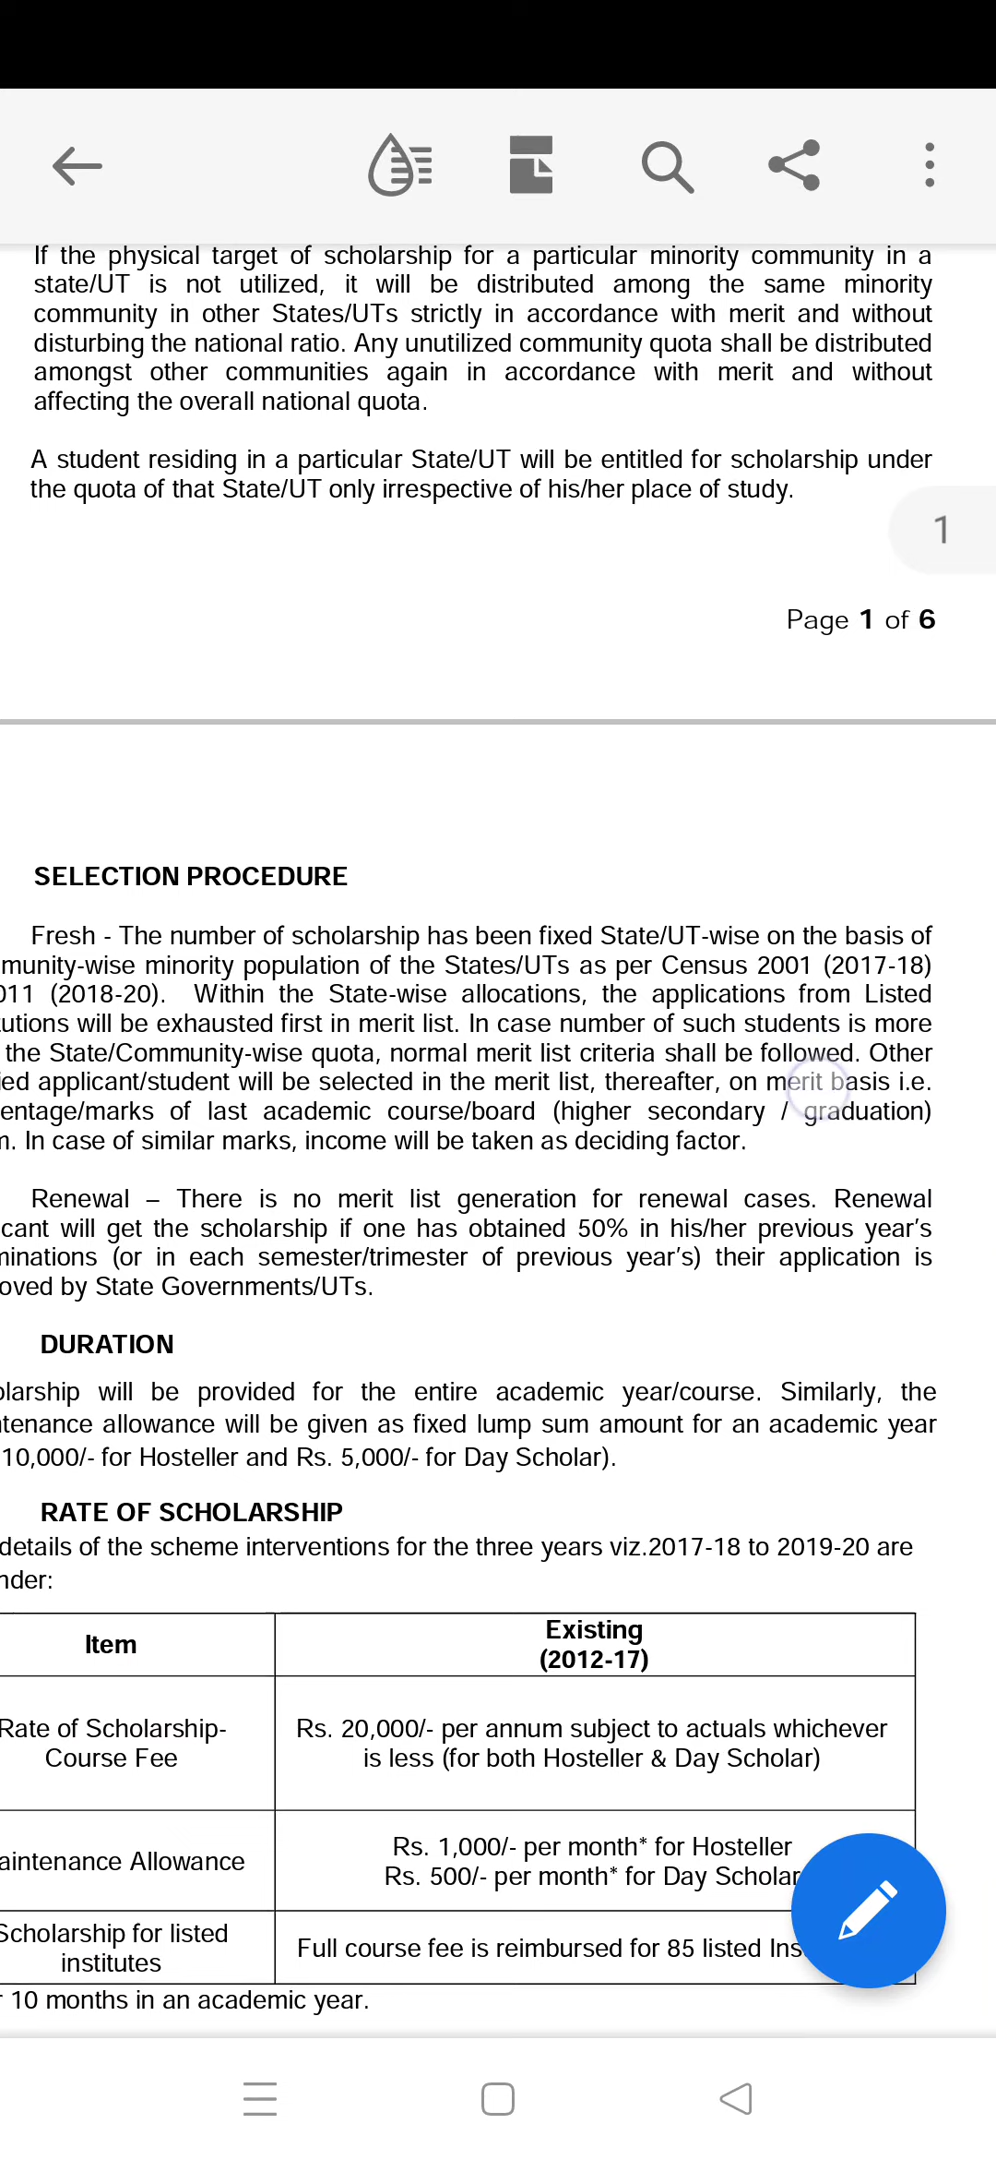 If the physical target of scholarship for a particular minority community in a
state/UT is not utilized, it will be distributed among the same minority
community in other States/UTs strictly in accordance with merit and without
disturbing the national ratio. Any unutilized community quota shall be distributed
amongst other communities again in accordance with merit and without
affecting the overall national quota.
A student residing in a particular State/UT will be entitled for scholarship under
the quota of that State/UT only irrespective of his/her place of study.
1
Page 1 of 6
SELECTION PROCEDURE
Fresh - The number of scholarship has been fixed State/UT-wise on the basis of
munity-wise minority population of the States/UTs as per Census 2001 (2017-18)
011 (2018-20). Within the State-wise allocations, the applications from Listed
utions will be exhausted first in merit list. In case number of such students is more
the State/Community-wise quota, normal merit list criteria shall be followed. Other
ied applicant/student will be selected in the merit list, thereafter, on merit basis i.e.
entage/marks of last academic course/board (higher secondary / graduation)
n. In case of similar marks, income will be taken as deciding factor.
Renewal – There is no merit list generation for renewal cases. Renewal
icant will get the scholarship if one has obtained 50% in his/her previous year's
minations (or in each semester/trimester of previous year's) their application is
oved by State Governments/UTs.
DURATION
olarship will be provided for the entire academic year/course. Similarly, the
ntenance allowance will be given as fixed lump sum amount for an academic year
10,000/- for Hosteller and Rs. 5,000/- for Day Scholar).
RATE OF SCHOLARSHIP
details of the scheme interventions for the three years viz.2017-18 to 2019-20 are
nder:
Item
Existing
(2012-17)
Rate of Scholarship-
Course Fee
Rs. 20,000/- per annum subject to actuals whichever
is less (for both Hosteller & Day Scholar)
aintenance Allowance
Rs. 1,000/- per month* for Hosteller
Rs. 500/- per month* for Day Scholar
Scholarship for listed
institutes
Full course fee is reimbursed for 85 listed Ins
r 10 months in an academic year.